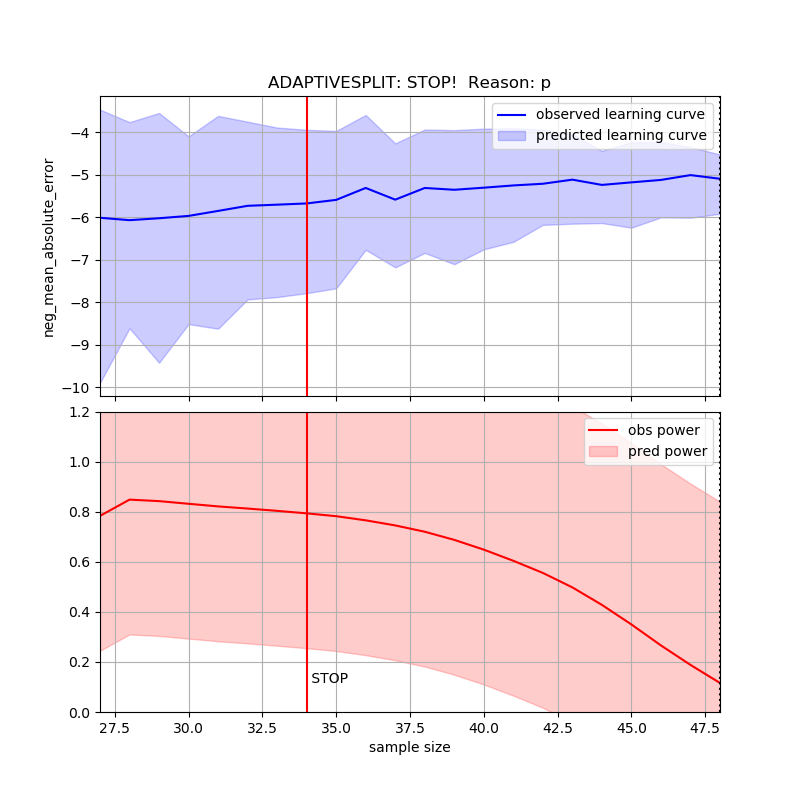 ADAPTIVESPLIT: STOP!  Reason: p
observed learning curve
predicted learning curve
neg_mean_absolute_error
−4
−5
−6
−7
−8
−9
−10
obs power
pred power
1.2
1.0
0.8
0.6
0.4
0.2
0.0
STOP
27.5 30.0 32.5 35.0 37.5 40.0 42.5 45.0 47.5
sample size